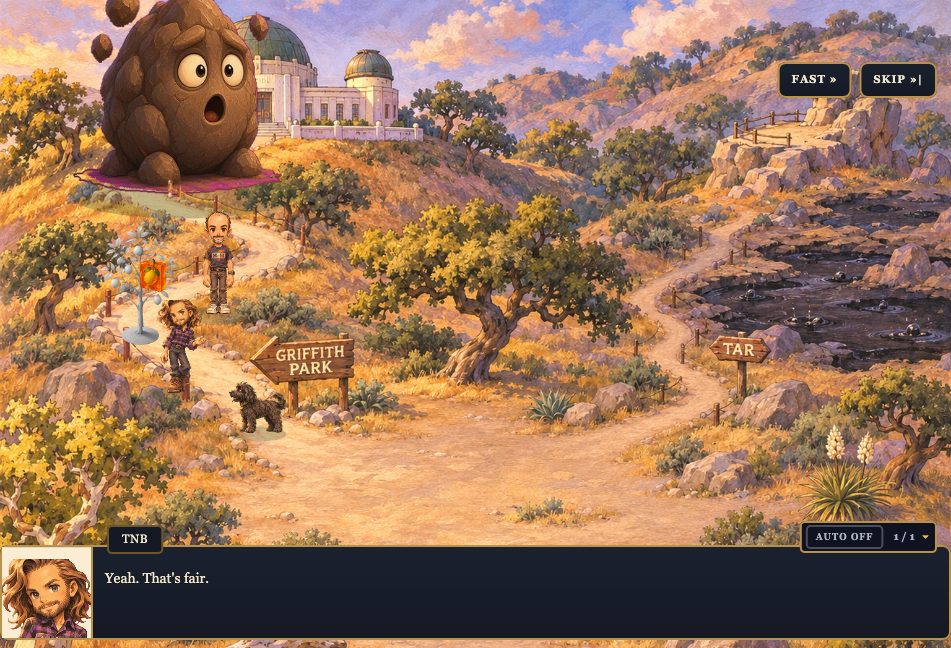 FAST »
SKIP »|
GRIFFITH
PARK
TAR
TNB
AUTO OFF
1 / 1
Yeah. That's fair.